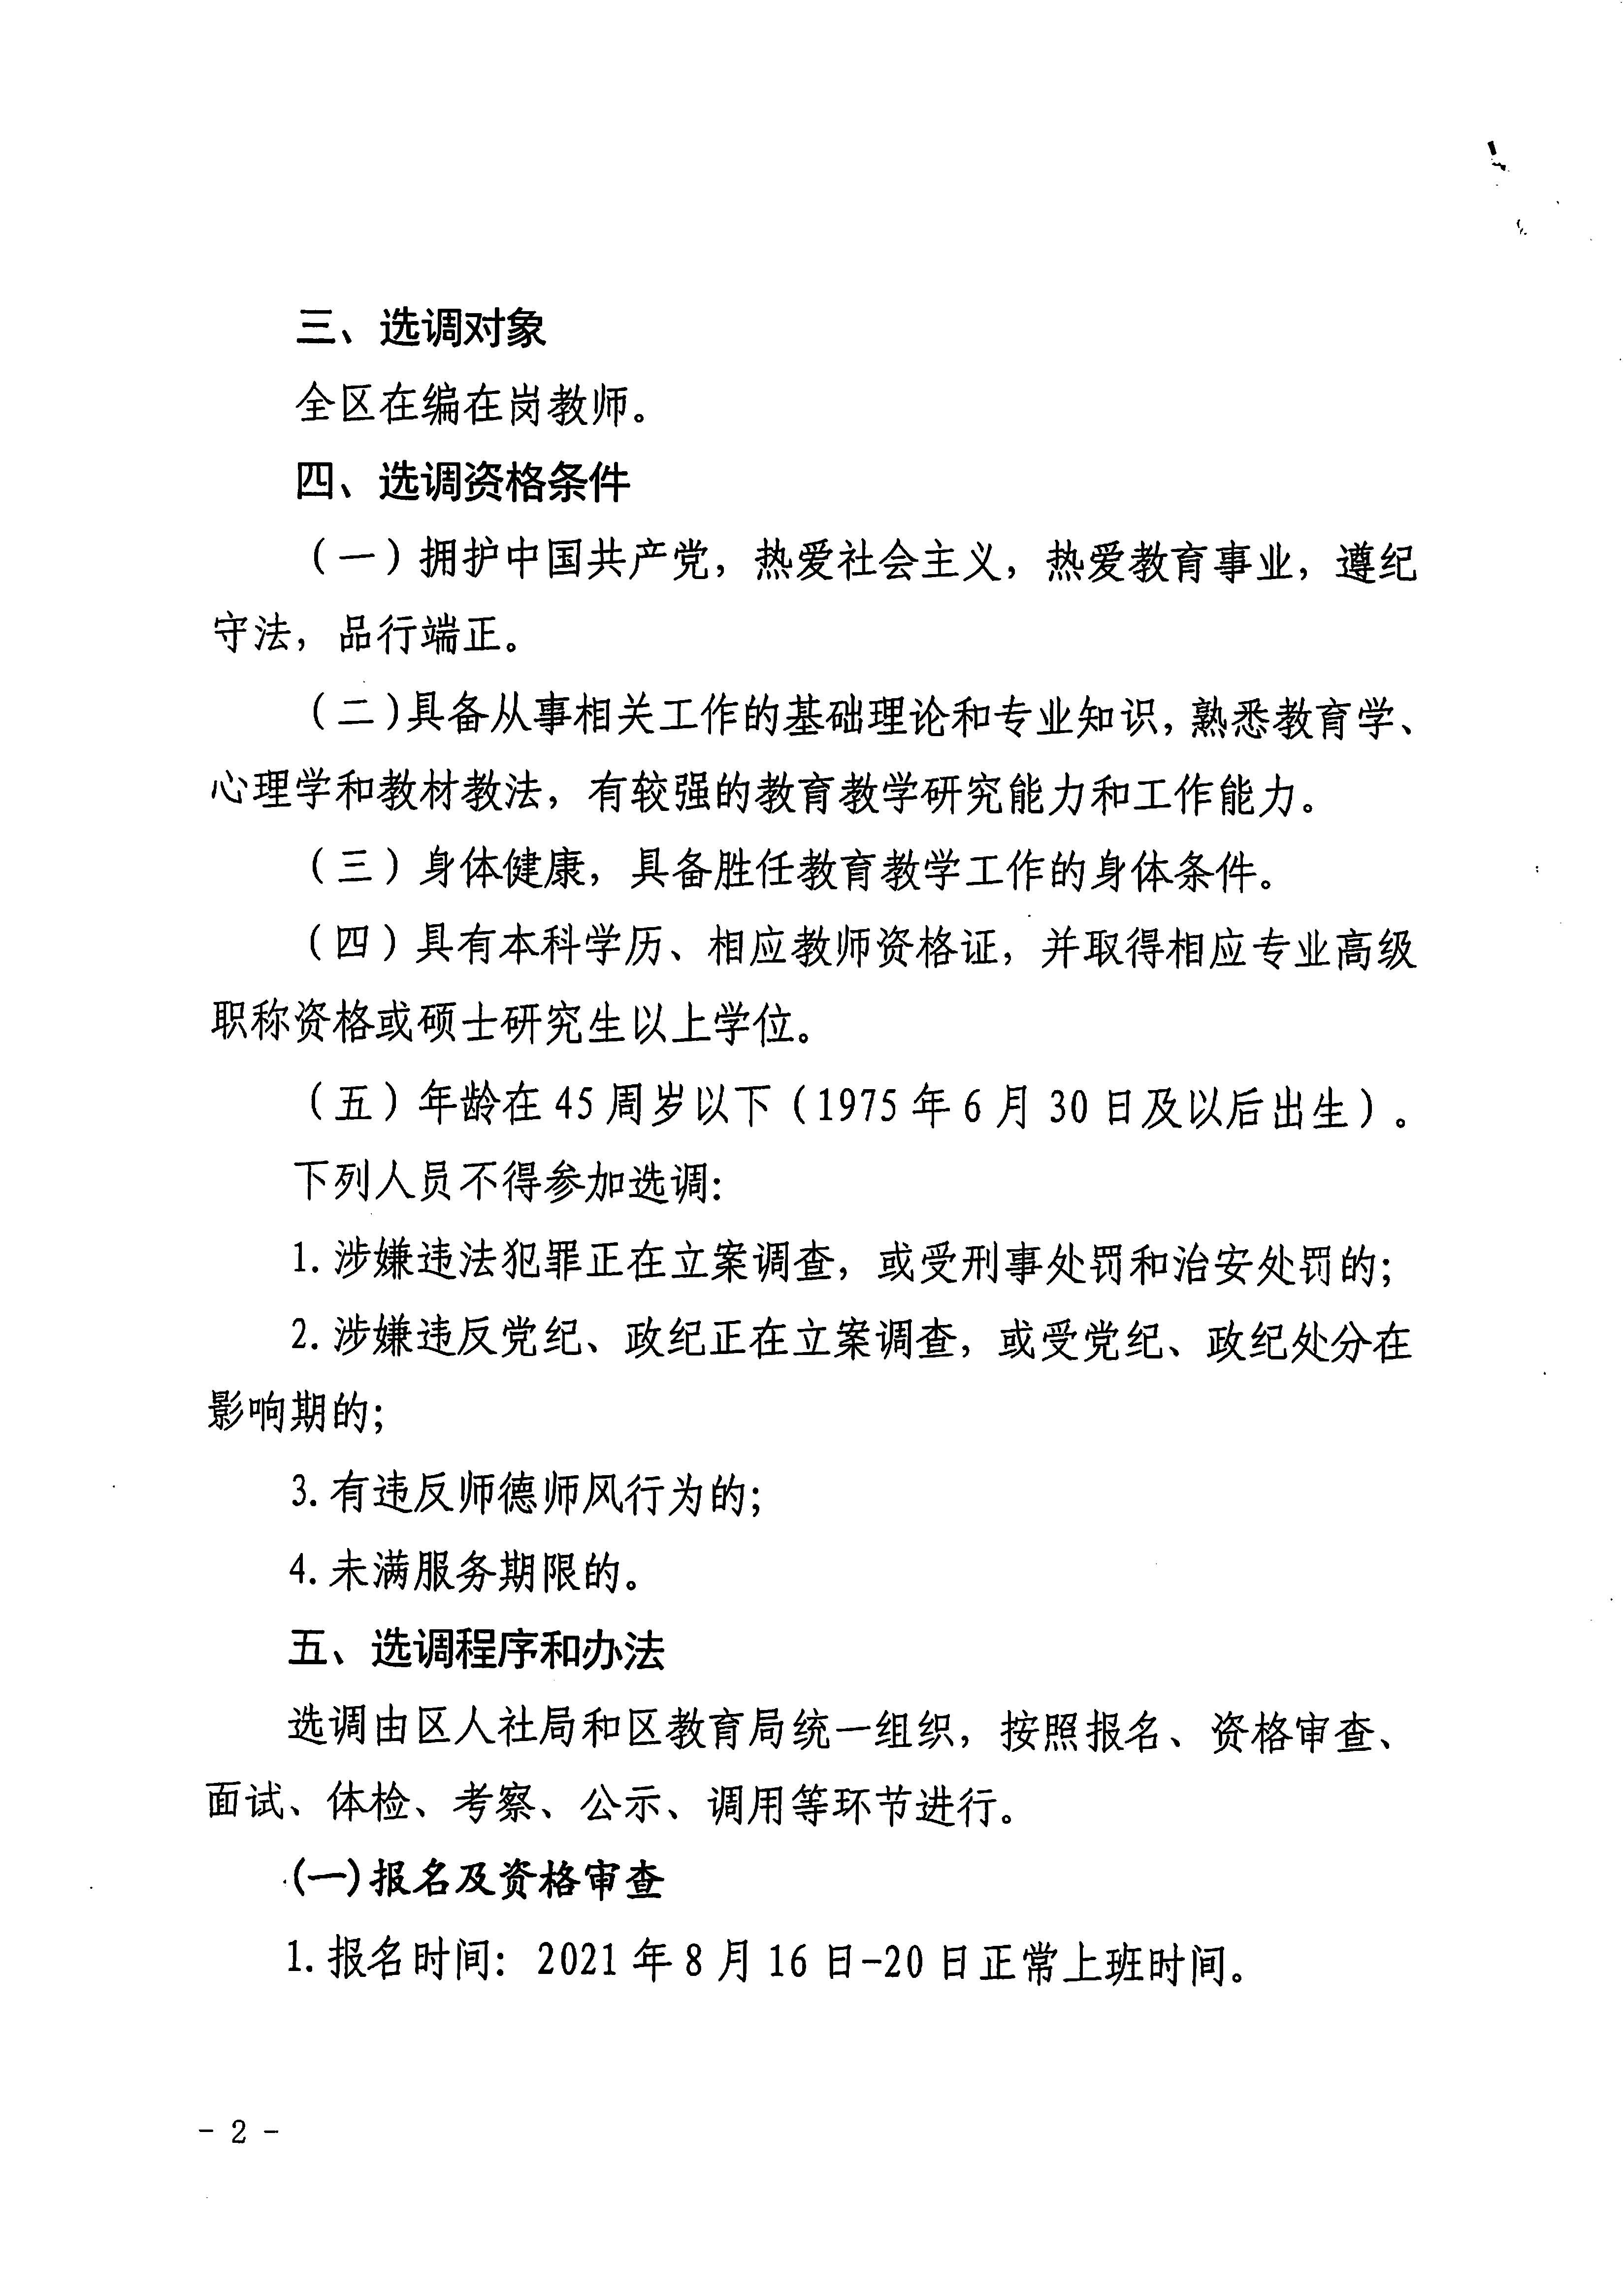 三、选调对象
全区在编在岗教师。
四、选调资格条件
（一）拥护中国共产党，热爱社会主义，热爱教育事业，遵纪
守法，品行端正。
（二）具备从事相关工作的基础理论和专业知识，熟悉教育学、
心理学和教材教法，有较强的教育教学研究能力和工作能力。
（三）身体健康，具备胜任教育教学工作的身体条件。
（四）具有本科学历、相应教师资格证，并取得相应专业高级
职称资格或硕士研究生以上学位。
（五）年龄在 45 周岁以下（1975 年 6 月 30 日及以后出生）。
下列人员不得参加选调：
1. 涉嫌违法犯罪正在立案调查，或受刑事处罚和治安处罚的；
2. 涉嫌违反党纪、政纪正在立案调查，或受党纪、政纪处分在
影响期的；
3. 有违反师德师风行为的；
4. 未满服务期限的。
五、选调程序和办法
选调由区人社局和区教育局统一组织，按照报名、资格审查、
面试、体检、考察、公示、调用等环节进行。
(一)报名及资格审查
1. 报名时间：2021 年 8 月 16 日-20 日正常上班时间。
- 2 -